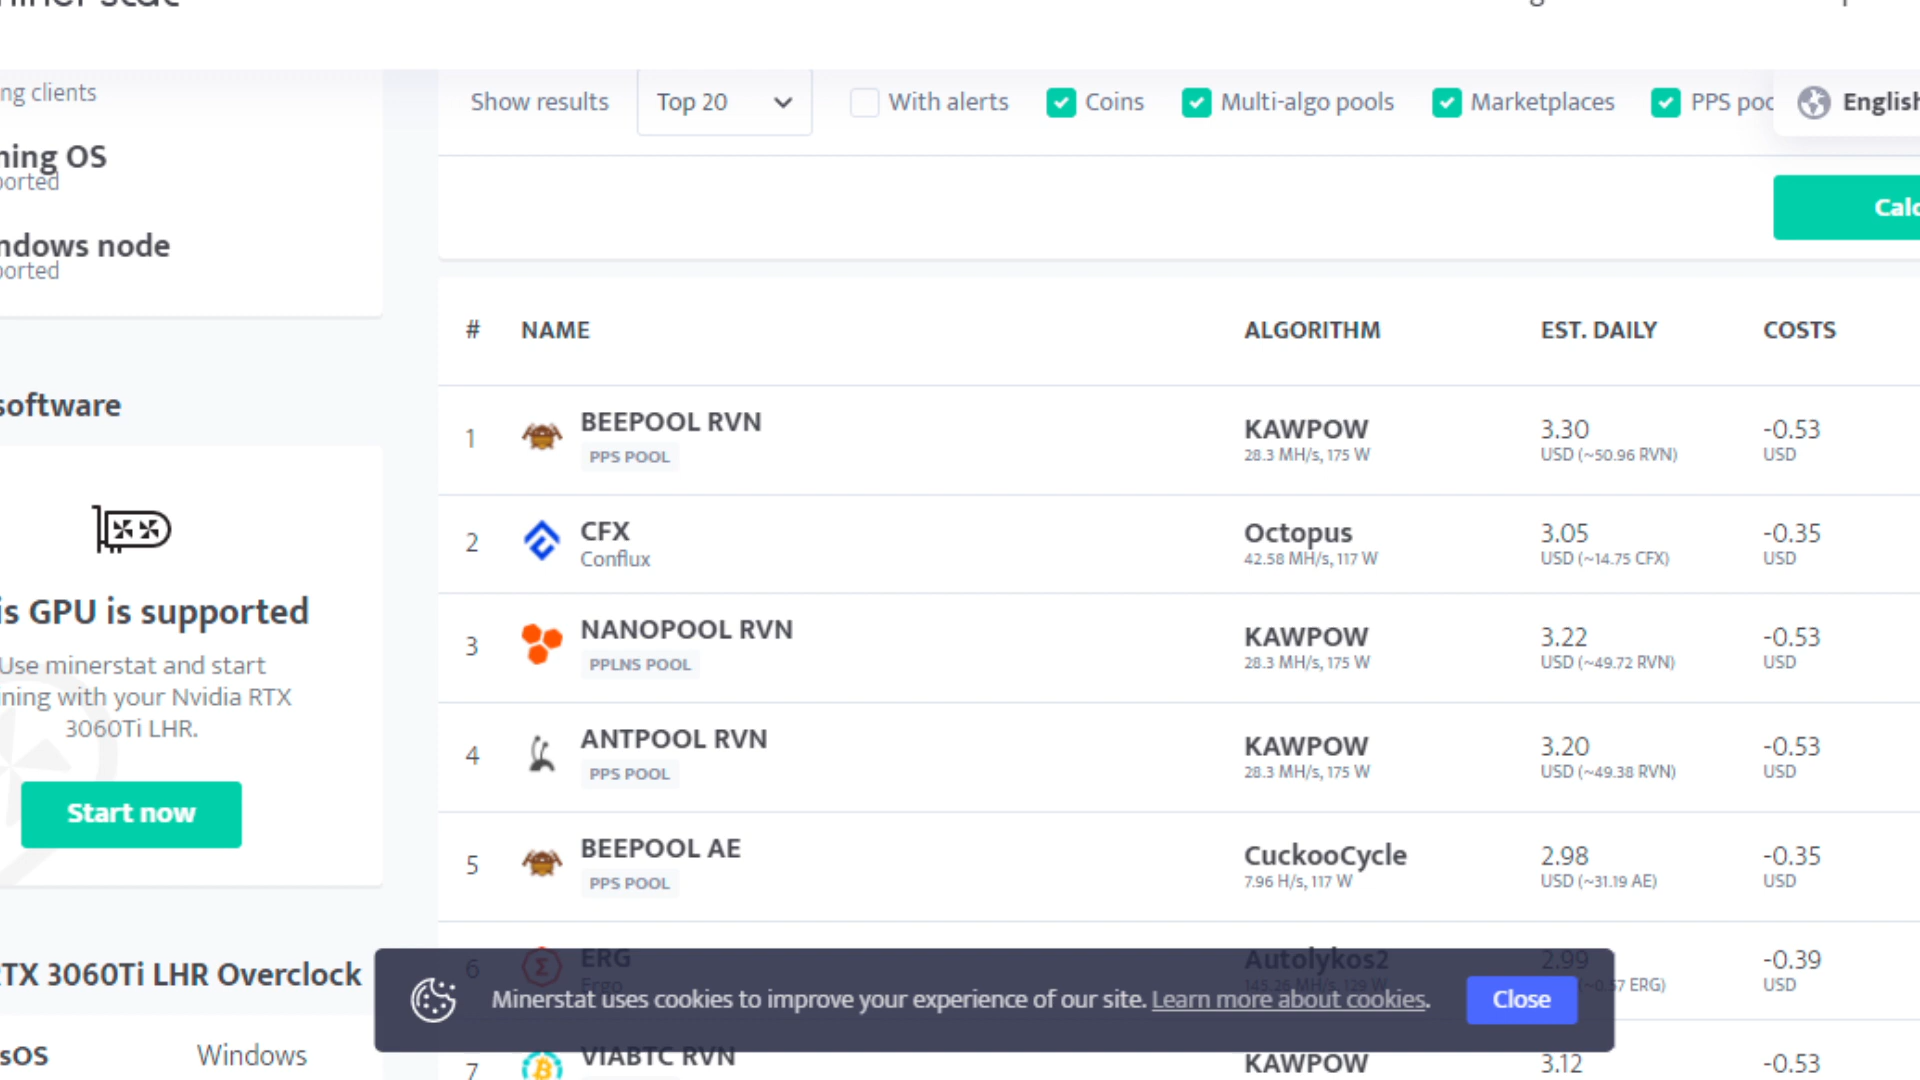 ng clients
ning OS
ported
ndows node
ported
software
is GPU is supported
Use minerstat and start
ning with your Nvidia RTX
3060Ti LHR.
Start now
TX 3060Ti LHR Overclock
sOS Windows
Show results Top 20 With alerts Coins Multi-algo pools Marketplaces PPS poo English
Calc
# NAME ALGORITHM EST. DAILY COSTS
1 BEEPOOL RVN KAWPOW 3.30 -0.53
PPS POOL 28.3 MH/s, 175 W USD (~50.96 RVN) USD
2 CFX Octopus 3.05 -0.35
Conflux 42.58 MH/s, 117 W USD (~14.75 CFX) USD
3 NANOPOOL RVN KAWPOW 3.22 -0.53
PPLNS POOL 28.3 MH/s, 175 W USD (~49.72 RVN) USD
4 ANTPOOL RVN KAWPOW 3.20 -0.53
PPS POOL 28.3 MH/s, 175 W USD (~49.38 RVN) USD
5 BEEPOOL AE CuckooCycle 2.98 -0.35
PPS POOL 7.96 H/s, 117 W USD (~31.19 AE) USD
6 ERG Autolykos2 2.99 -0.39
Ergo 145.26 MH/s, 129 W ~0.57 ERG) USD
Minerstat uses cookies to improve your experience of our site. Learn more about cookies. Close
7 VIABTC RVN KAWPOW 3.12 -0.53